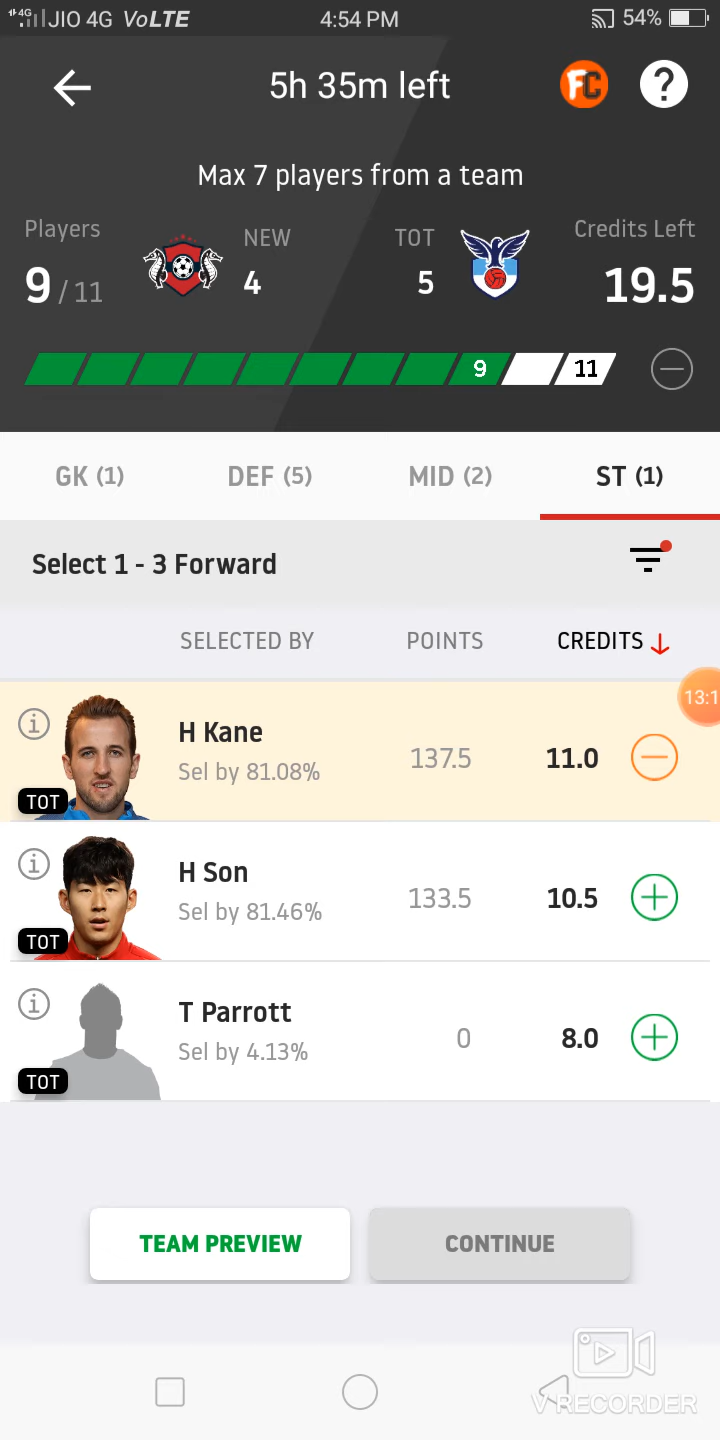 4G JIO 4G VoLTE 4:54 PM 54%
5h 35m left FC ?
Max 7 players from a team
Players NEW TOT Credits Left
9 / 11 4 5 19.5
9 11
GK (1) DEF (5) MID (2) ST (1)
Select 1 - 3 Forward
SELECTED BY POINTS CREDITS
H Kane
Sel by 81.08% 137.5 11.0
TOT
13:1
H Son
Sel by 81.46% 133.5 10.5
TOT
T Parrott
Sel by 4.13% 0 8.0
TOT
TEAM PREVIEW CONTINUE
V RECORDER